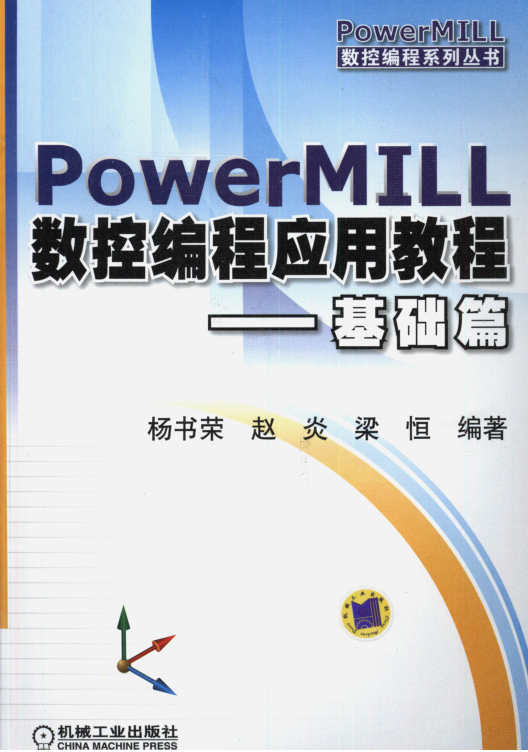 PowerMILL
数控编程系列丛书
PowerMILL
数控编程应用教程
——基础篇
杨书荣 赵 炎 梁 恒 编著
机械工业出版社
CHINA MACHINE PRESS